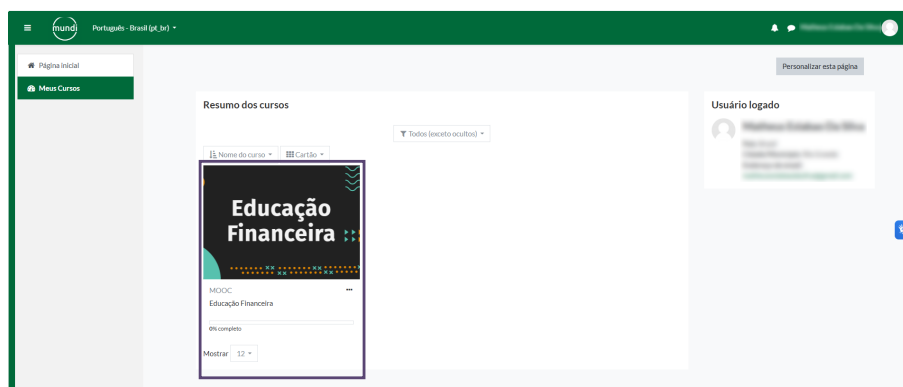 mundi
Português - Brasil (pt_br)
Página Inicial
Meus Cursos
Personalizar esta página
Resumo dos cursos
Todos (exceto ocultos)
Nome do curso
Cartão
Educação
Financeira
MOOC
Educação Financeira
0% completo
Mostrar 12
Usuário logado